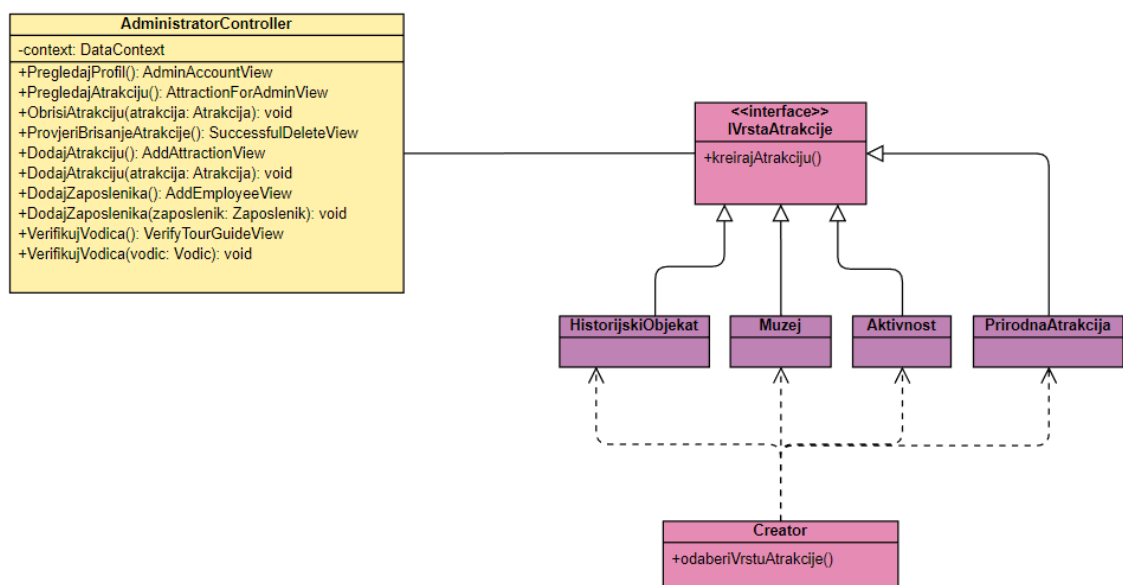 AdministratorController
-context: DataContext
+PregledajProfil(): AdminAccountView
+PregledajAtrakciju(): AttractionForAdminView
+ObrisiAtrakciju(atrakcija: Atrakcija): void
+ProvjeriBrisanjeAtrakcije(): SuccessfulDeleteView
+DodajAtrakciju(): AddAttractionView
+DodajAtrakciju(atrakcija: Atrakcija): void
+DodajZaposlenika(): AddEmployeeView
+DodajZaposlenika(zaposlenik: Zaposlenik): void
+VerifikujVodica(): VerifyTourGuideView
+VerifikujVodica(vodic: Vodic): void
<<interface>>
IVrstaAtrakcije
+kreirajAtrakciju()
HistorijskiObjekat
Muzej
Aktivnost
PrirodnaAtrakcija
Creator
+odaberiVrstuAtrakcije()